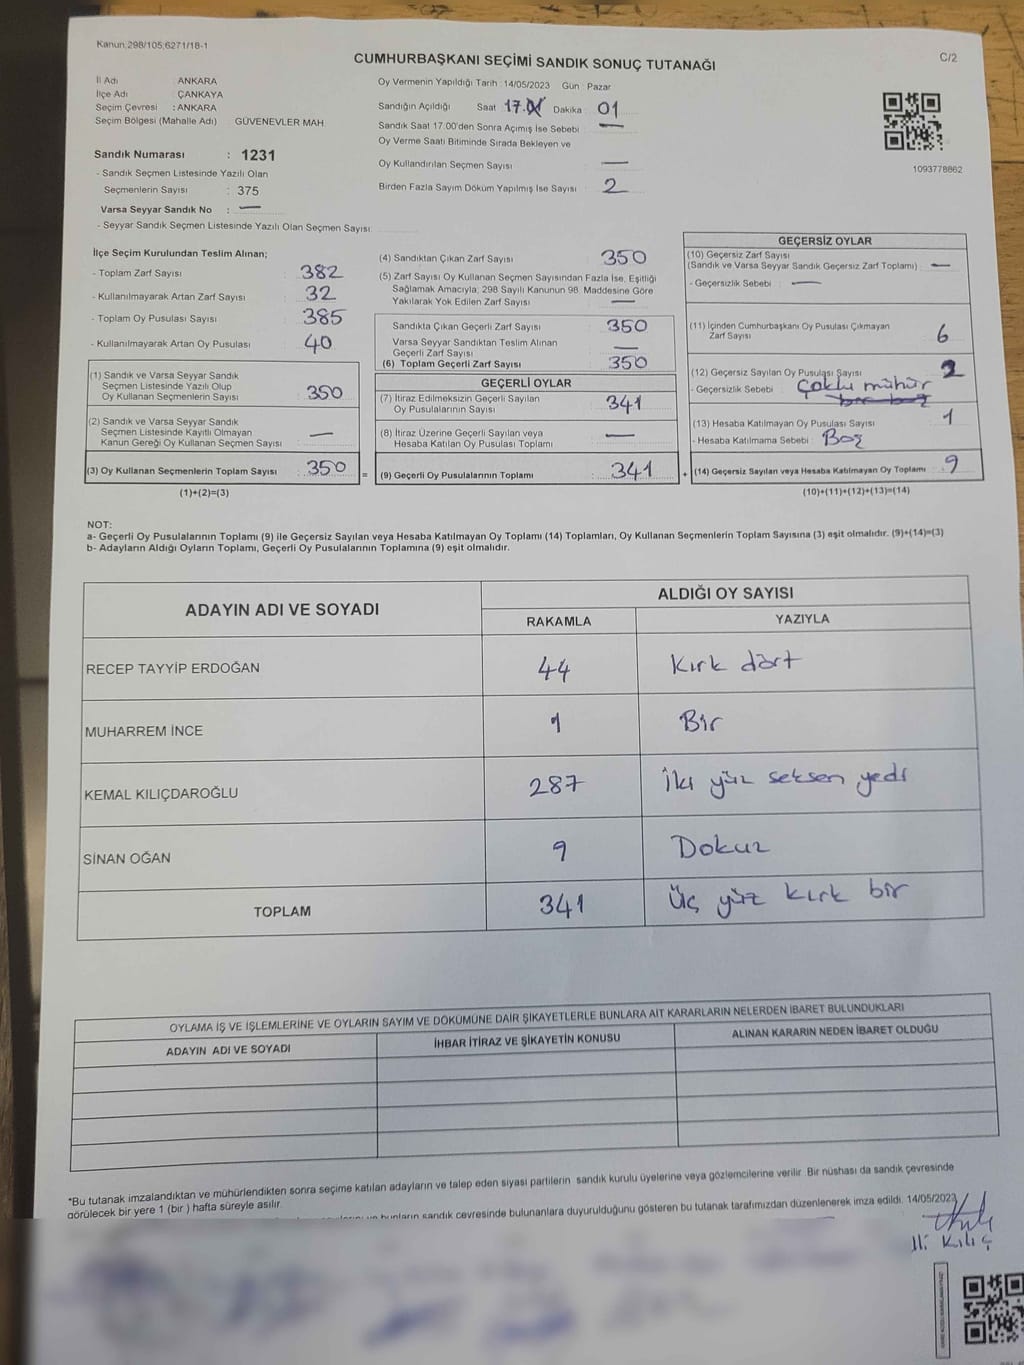 Kanun;298/105;6271/18-1
C/2
CUMHURBAŞKANI SEÇİMİ SANDIK SONUÇ TUTANAĞI
İl Adı : ANKARA
İlçe Adı : ÇANKAYA
Seçim Çevresi : ANKARA
Seçim Bölgesi (Mahalle Adı) : GÜVENEVLER MAH.
Sandık Numarası : 1231
- Sandık Seçmen Listesinde Yazılı Olan
Seçmenlerin Sayısı : 375
Varsa Seyyar Sandık No : —
- Seyyar Sandık Seçmen Listesinde Yazılı Olan Seçmen Sayısı:
Oy Vermenin Yapıldığı Tarih : 14/05/2023 Gün : Pazar
Sandığın Açıldığı Saat 17. Dakika : 01
Sandık Saat 17:00'den Sonra Açımış İse Sebebi : —
Oy Verme Saati Bitiminde Sırada Bekleyen ve
Oy Kullandırılan Seçmen Sayısı : —
Birden Fazla Sayım Döküm Yapılmış İse Sayısı : 2
1093778862
İlçe Seçim Kurulundan Teslim Alınan;
- Toplam Zarf Sayısı : 382
- Kullanılmayarak Artan Zarf Sayısı : 32
- Toplam Oy Pusulası Sayısı : 385
- Kullanılmayarak Artan Oy Pusulası : 40
(1) Sandık ve Varsa Seyyar Sandık
Seçmen Listesinde Yazılı Olup
Oy Kullanan Seçmenlerin Sayısı : 350
(2) Sandık ve Varsa Seyyar Sandık
Seçmen Listesinde Kayıtlı Olmayan
Kanun Gereği Oy Kullanan Seçmen Sayısı : —
(3) Oy Kullanan Seçmenlerin Toplam Sayısı : 350
(1)+(2)=(3)
(4) Sandıktan Çıkan Zarf Sayısı : 350
(5) Zarf Sayısı Oy Kullanan Seçmen Sayısından Fazla İse, Eşitliği
Sağlamak Amacıyla; 298 Sayılı Kanunun 98. Maddesine Göre
Yakılarak Yok Edilen Zarf Sayısı : —
Sandıkta Çıkan Geçerli Zarf Sayısı : 350
Varsa Seyyar Sandıktan Teslim Alınan
Geçerli Zarf Sayısı : —
(6) Toplam Geçerli Zarf Sayısı : 350
GEÇERLİ OYLAR
(7) İtiraz Edilmeksizin Geçerli Sayılan
Oy Pusulalarının Sayısı : 341
(8) İtiraz Üzerine Geçerli Sayılan veya
Hesaba Katılan Oy Pusulası Toplamı : —
= (9) Geçerli Oy Pusulalarının Toplamı : 341
GEÇERSİZ OYLAR
(10) Geçersiz Zarf Sayısı
(Sandık ve Varsa Seyyar Sandık Geçersiz Zarf Toplamı) : —
- Geçersizlik Sebebi : —
(11) İçinden Cumhurbaşkanı Oy Pusulası Çıkmayan
Zarf Sayısı : 6
(12) Geçersiz Sayılan Oy Pusulası Sayısı : 2
- Geçersizlik Sebebi : Çoklu mühür
(13) Hesaba Katılmayan Oy Pusulası Sayısı : 1
- Hesaba Katılmama Sebebi : Boş
+ (14) Geçersiz Sayılan veya Hesaba Katılmayan Oy Toplamı : 9
(10)+(11)+(12)+(13)=(14)
NOT:
a- Geçerli Oy Pusulalarının Toplamı (9) ile Geçersiz Sayılan veya Hesaba Katılmayan Oy Toplamı (14) Toplamları, Oy Kullanan Seçmenlerin Toplam Sayısına (3) eşit olmalıdır. (9)+(14)=(3)
b- Adayların Aldığı Oyların Toplamı, Geçerli Oy Pusulalarının Toplamına (9) eşit olmalıdır.
ADAYIN ADI VE SOYADI ALDIĞI OY SAYISI
RAKAMLA YAZIYLA
RECEP TAYYİP ERDOĞAN 44 Kırk dört
MUHARREM İNCE 1 Bir
KEMAL KILIÇDAROĞLU 287 İki yüz seksen yedi
SİNAN OĞAN 9 Dokuz
TOPLAM 341 Üç yüz kırk bir
OYLAMA İŞ VE İŞLEMLERİNE VE OYLARIN SAYIM VE DÖKÜMÜNE DAİR ŞİKAYETLERLE BUNLARA AİT KARARLARIN NELERDEN İBARET BULUNDUKLARI
ADAYIN ADI VE SOYADI İHBAR İTİRAZ VE ŞİKAYETİN KONUSU ALINAN KARARIN NEDEN İBARET OLDUĞU
*Bu tutanak imzalandıktan ve mühürlendikten sonra seçime katılan adayların ve talep eden siyasi partilerin sandık kurulu üyelerine veya gözlemcilerine verilir. Bir nüshası da sandık çevresinde
görülecek bir yere 1 (bir ) hafta süreyle asılır.
bunların sandık çevresinde bulunanlara duyurulduğunu gösteren bu tutanak tarafımızdan düzenlenerek imza edildi. 14/05/2023
Kılıç